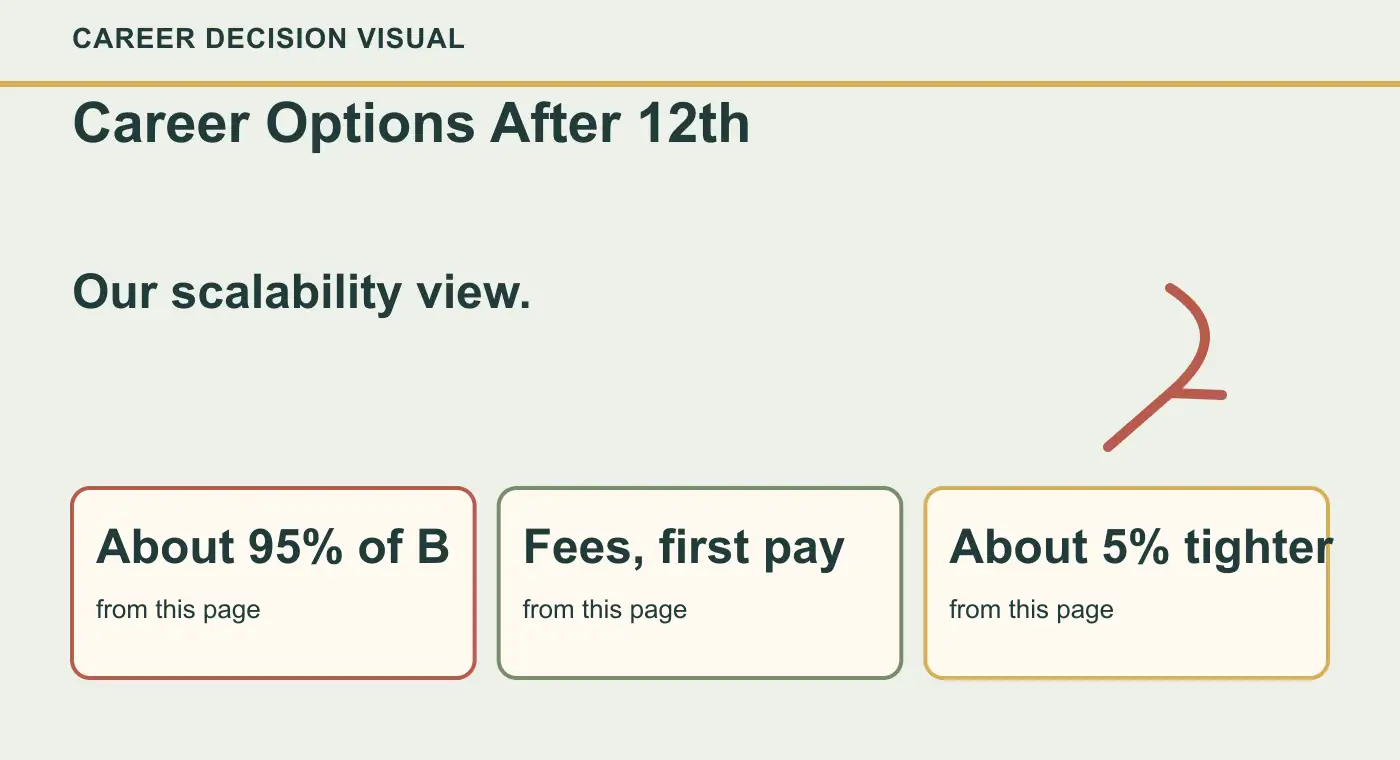 CAREER DECISION VISUAL
Career Options After 12th
Our scalability view.
About 95% of B
from this page
Fees, first pay
from this page
About 5% tighter
from this page